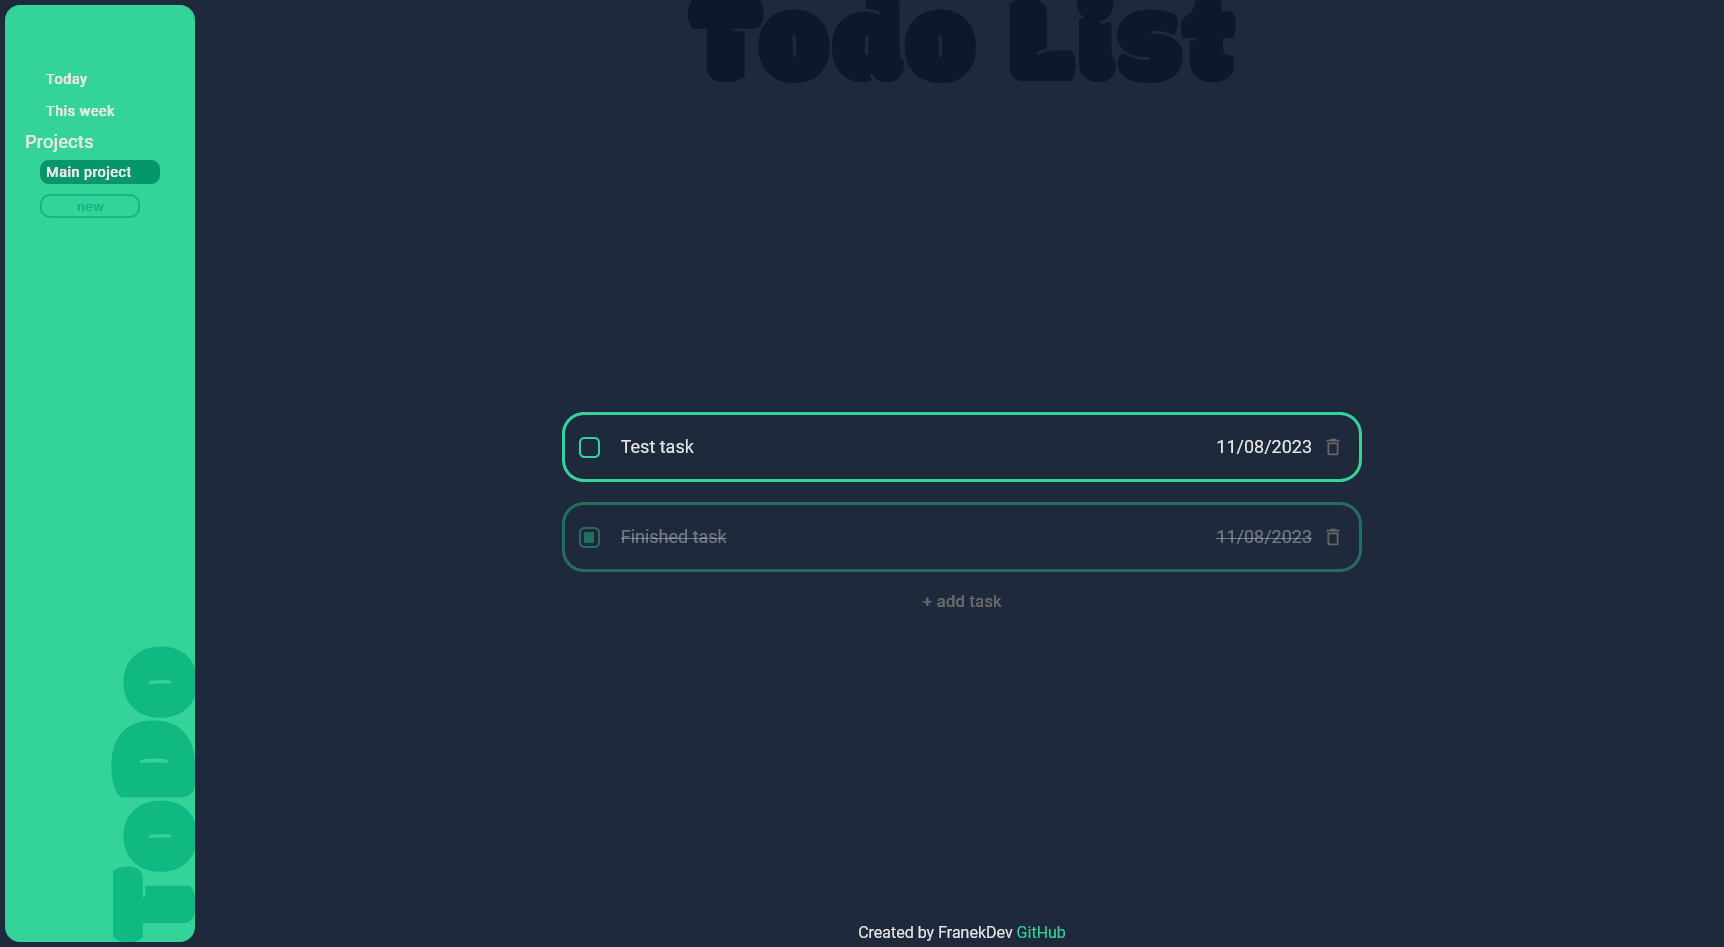 Todo List
Today
This week
Projects
Main project
new
Test task 11/08/2023
Finished task 11/08/2023
+ add task
ToDo
Created by FranekDev GitHub